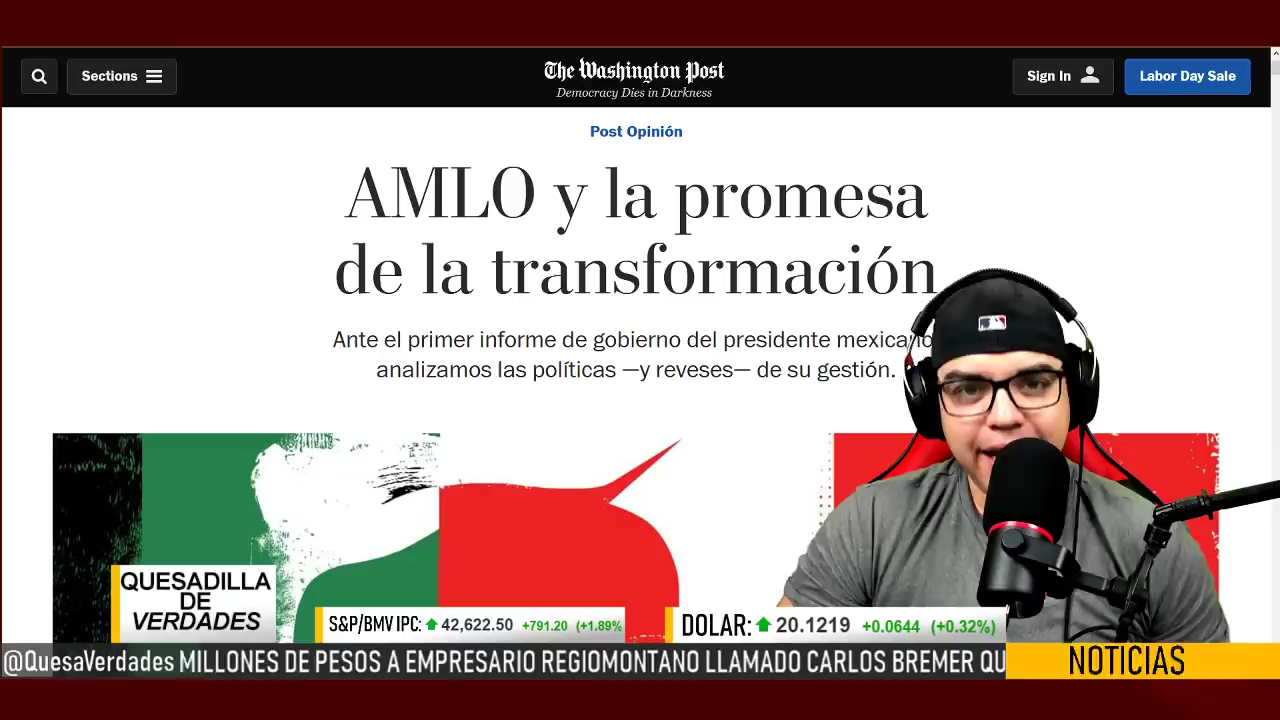 Sections
The Washington Post
Democracy Dies in Darkness
Sign In
Labor Day Sale
Post Opinión
AMLO y la promesa
de la transformación
Ante el primer informe de gobierno del presidente mexicano
analizamos las políticas —y reveses— de su gestión.
QUESADILLA
DE
VERDADES
S&P/BMV IPC: 42,622.50 +791.20 (+1.89%)
DOLAR: 20.1219 +0.0644 (+0.32%)
@QuesaVerdades MILLONES DE PESOS A EMPRESARIO REGIOMONTANO LLAMADO CARLOS BREMER QU
NOTICIAS